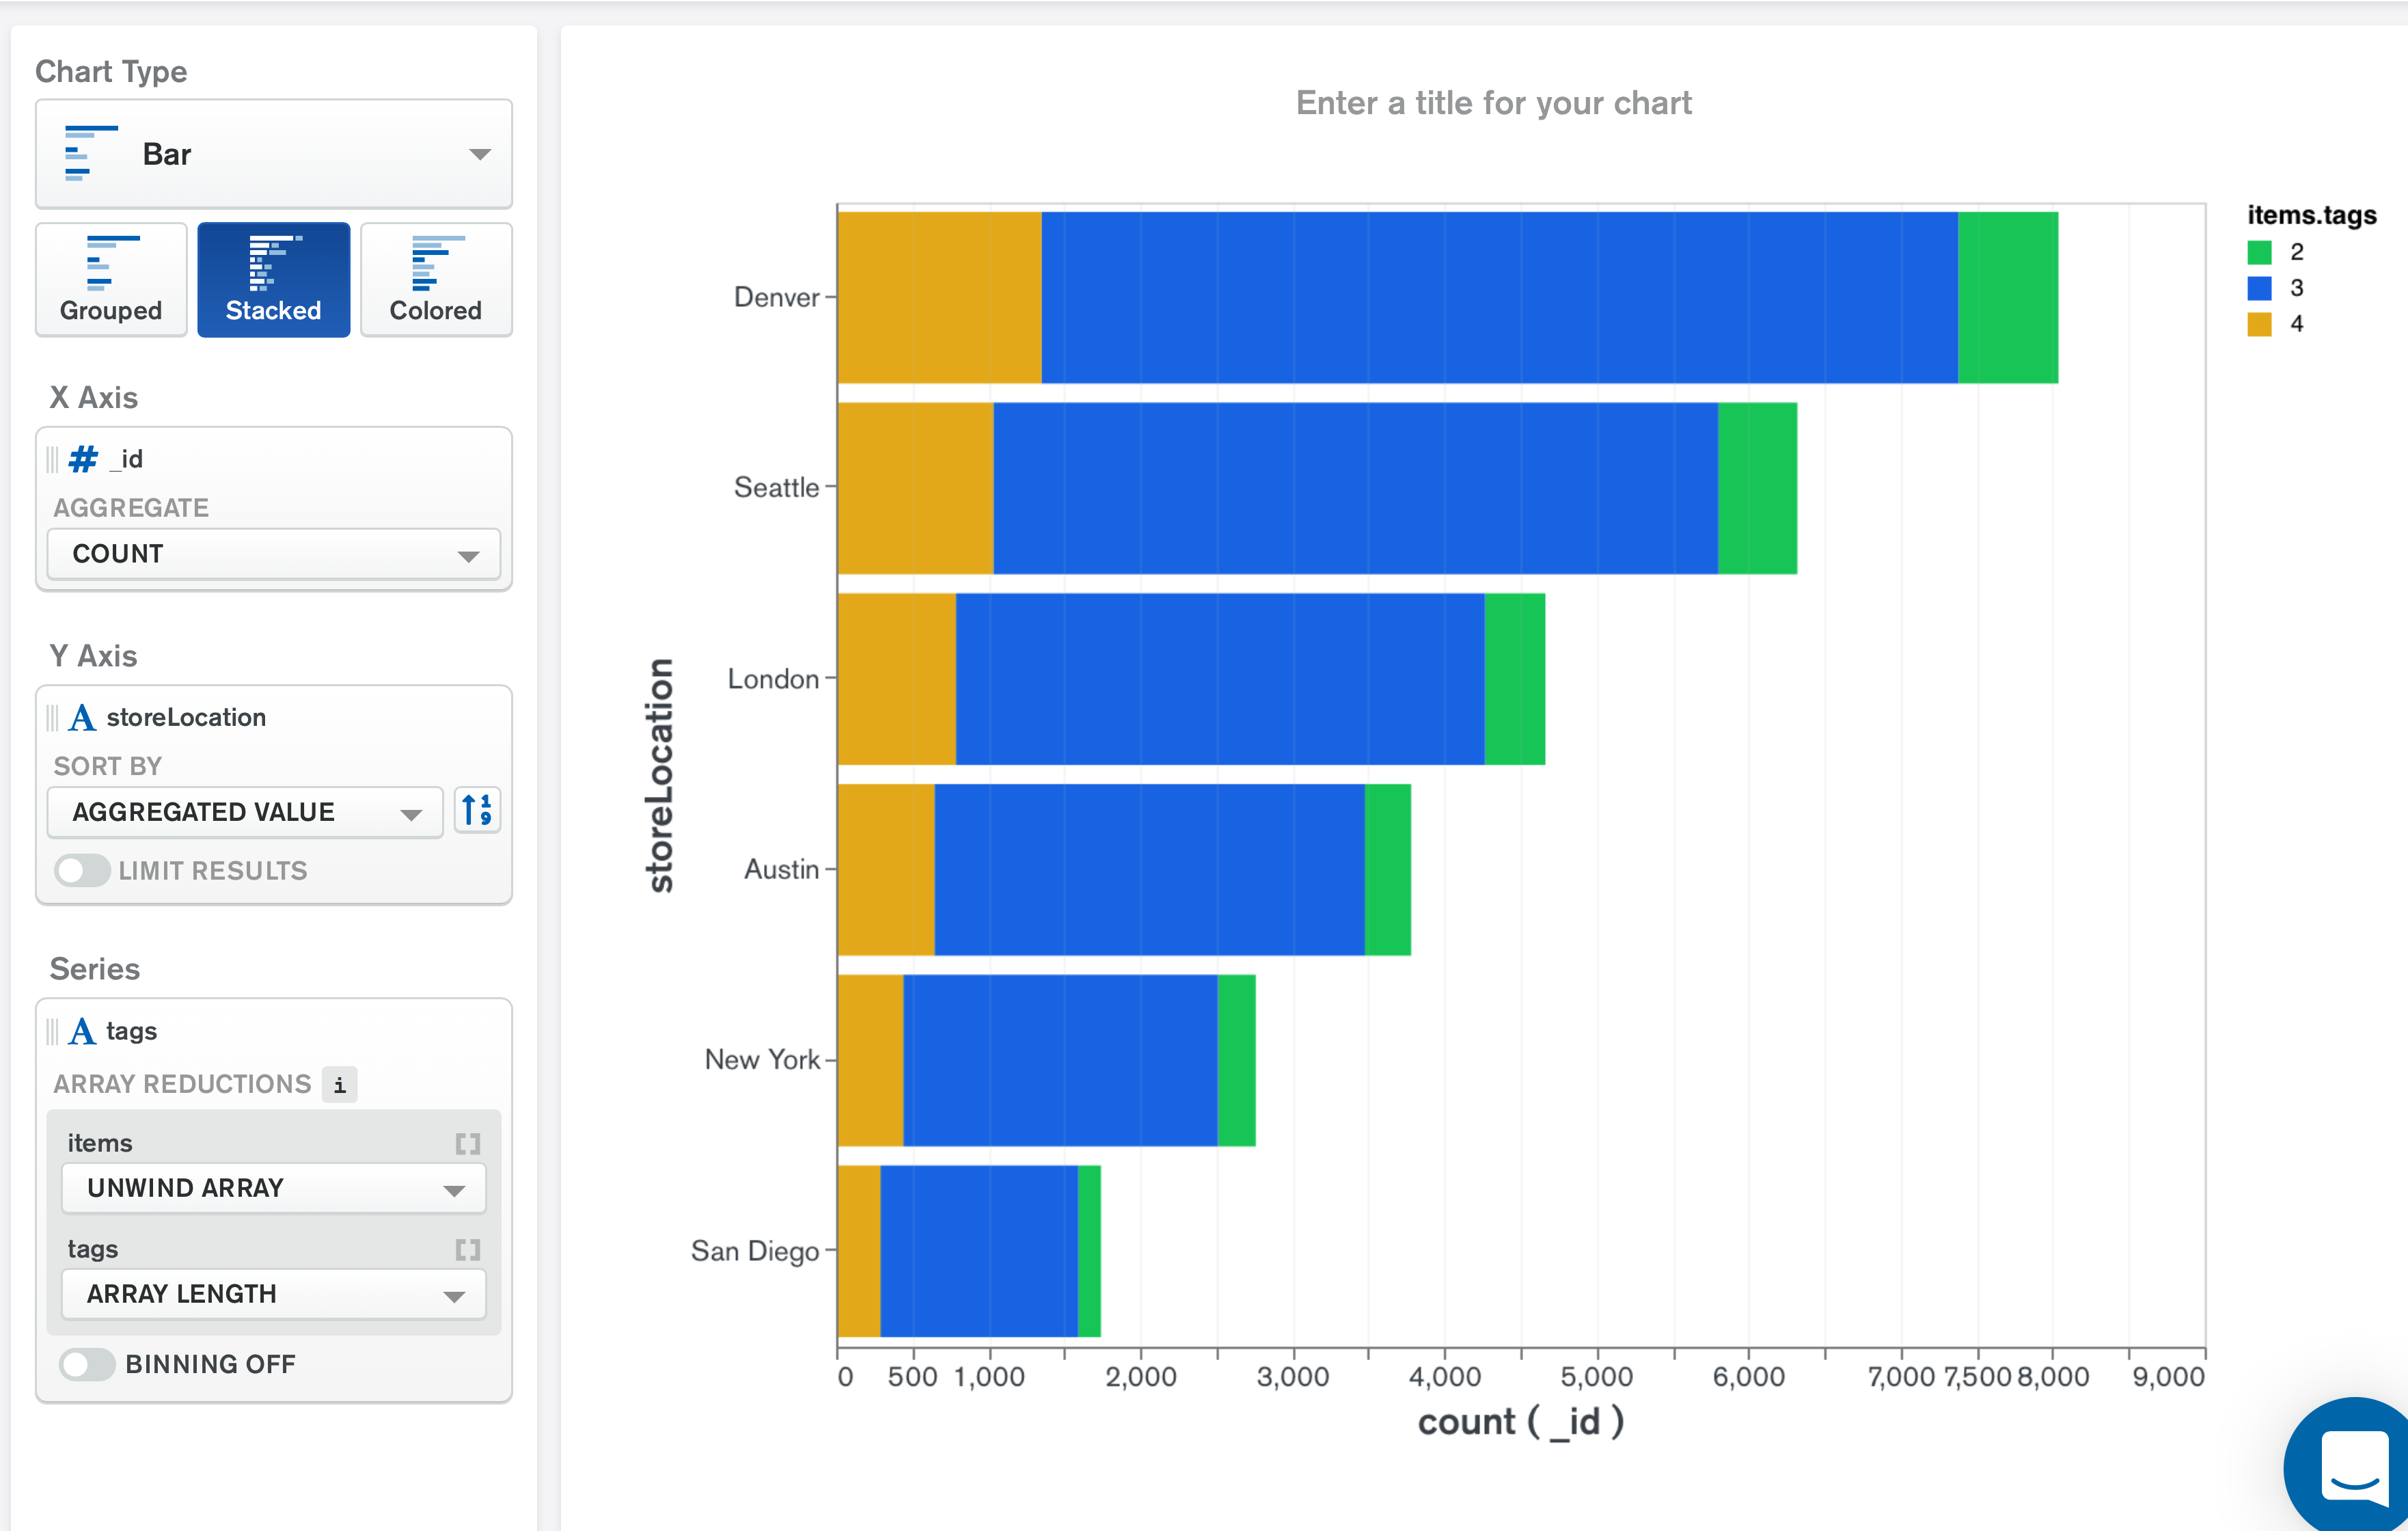 Chart Type
Bar
Grouped
Stacked
Colored
X Axis
# _id
AGGREGATE
COUNT
Y Axis
A storeLocation
SORT BY
AGGREGATED VALUE
1
9
LIMIT RESULTS
Series
A tags
ARRAY REDUCTIONS i
items []
UNWIND ARRAY
tags []
ARRAY LENGTH
BINNING OFF
Enter a title for your chart
storeLocation
Denver
Seattle
London
Austin
New York
San Diego
0 500 1,000 2,000 3,000 4,000 5,000 6,000 7,000 7,500 8,000 9,000
count ( _id )
items.tags
2
3
4